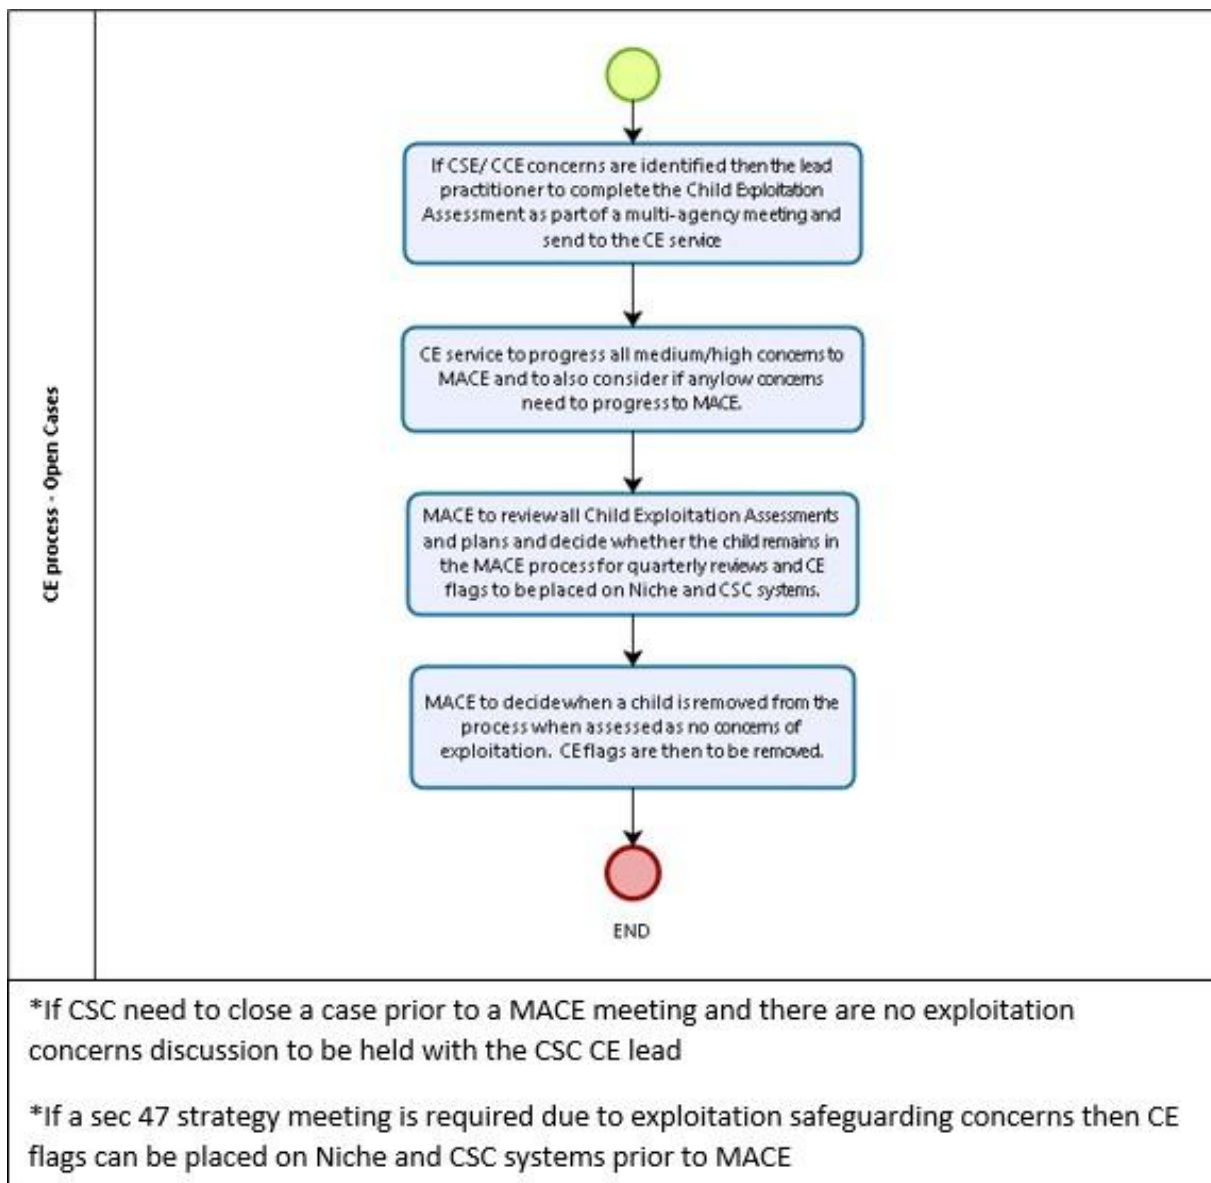 CE process - Open Cases
If CSE/ CCE concerns are identified then the lead
practitioner to complete the Child Exploitation
Assessment as part of a multi-agency meeting and
send to the CE service
CE service to progress all medium/high concerns to
MACE and to also consider if any low concerns
need to progress to MACE.
MACE to review all Child Exploitation Assessments
and plans and decide whether the child remains in
the MACE process for quarterly reviews and CE
flags to be placed on Niche and CSC systems.
MACE to decide when a child is removed from the
process when assessed as no concerns of
exploitation. CE flags are then to be removed.
END
*If CSC need to close a case prior to a MACE meeting and there are no exploitation
concerns discussion to be held with the CSC CE lead
*If a sec 47 strategy meeting is required due to exploitation safeguarding concerns then CE
flags can be placed on Niche and CSC systems prior to MACE